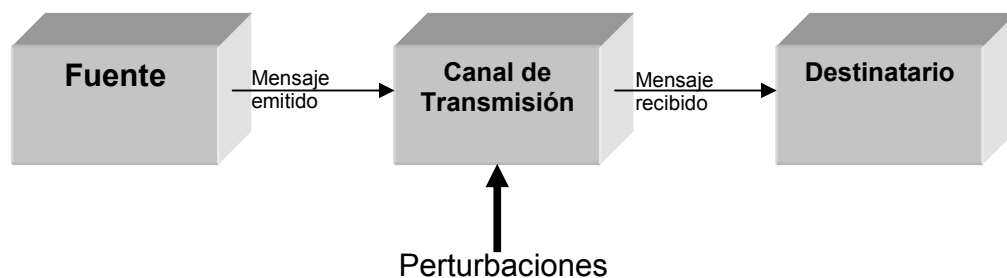 Fuente
Mensaje
emitido
Canal de
Transmisión
Mensaje
recibido
Destinatario
Perturbaciones